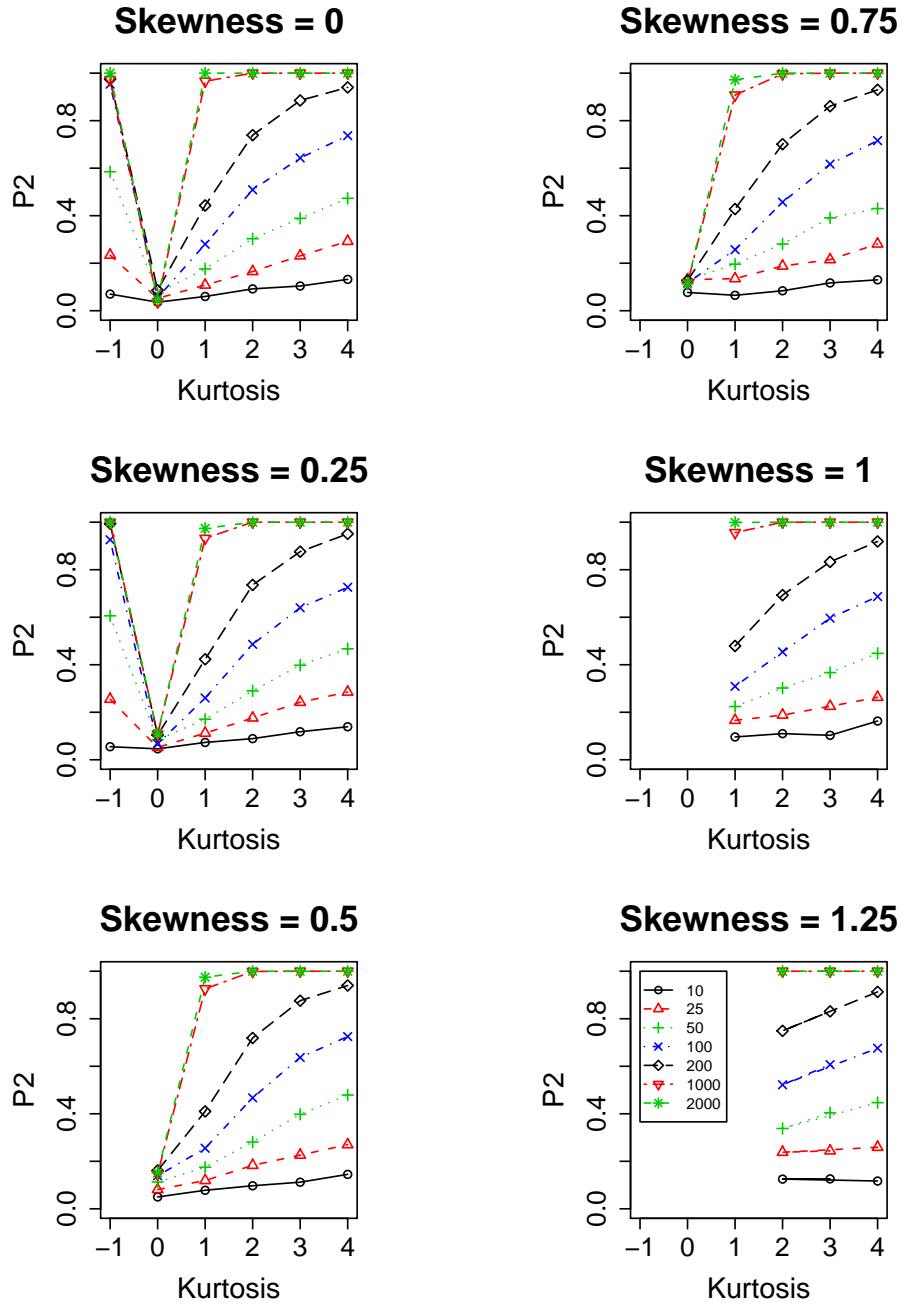 Skewness = 0
P2
0.0 0.4 0.8
−1 0 1 2 3 4
Kurtosis
Skewness = 0.75
P2
0.0 0.4 0.8
−1 0 1 2 3 4
Kurtosis
Skewness = 0.25
P2
0.0 0.4 0.8
−1 0 1 2 3 4
Kurtosis
Skewness = 1
P2
0.0 0.4 0.8
−1 0 1 2 3 4
Kurtosis
Skewness = 0.5
P2
0.0 0.4 0.8
−1 0 1 2 3 4
Kurtosis
Skewness = 1.25
P2
0.0 0.4 0.8
10
25
50
100
200
1000
2000
−1 0 1 2 3 4
Kurtosis